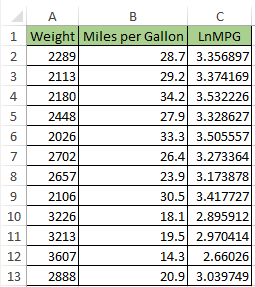 A B C
1 Weight Miles per Gallon LnMPG
2 2289 28.7 3.356897
3 2113 29.2 3.374169
4 2180 34.2 3.532226
5 2448 27.9 3.328627
6 2026 33.3 3.505557
7 2702 26.4 3.273364
8 2657 23.9 3.173878
9 2106 30.5 3.417727
10 3226 18.1 2.895912
11 3213 19.5 2.970414
12 3607 14.3 2.66026
13 2888 20.9 3.039749